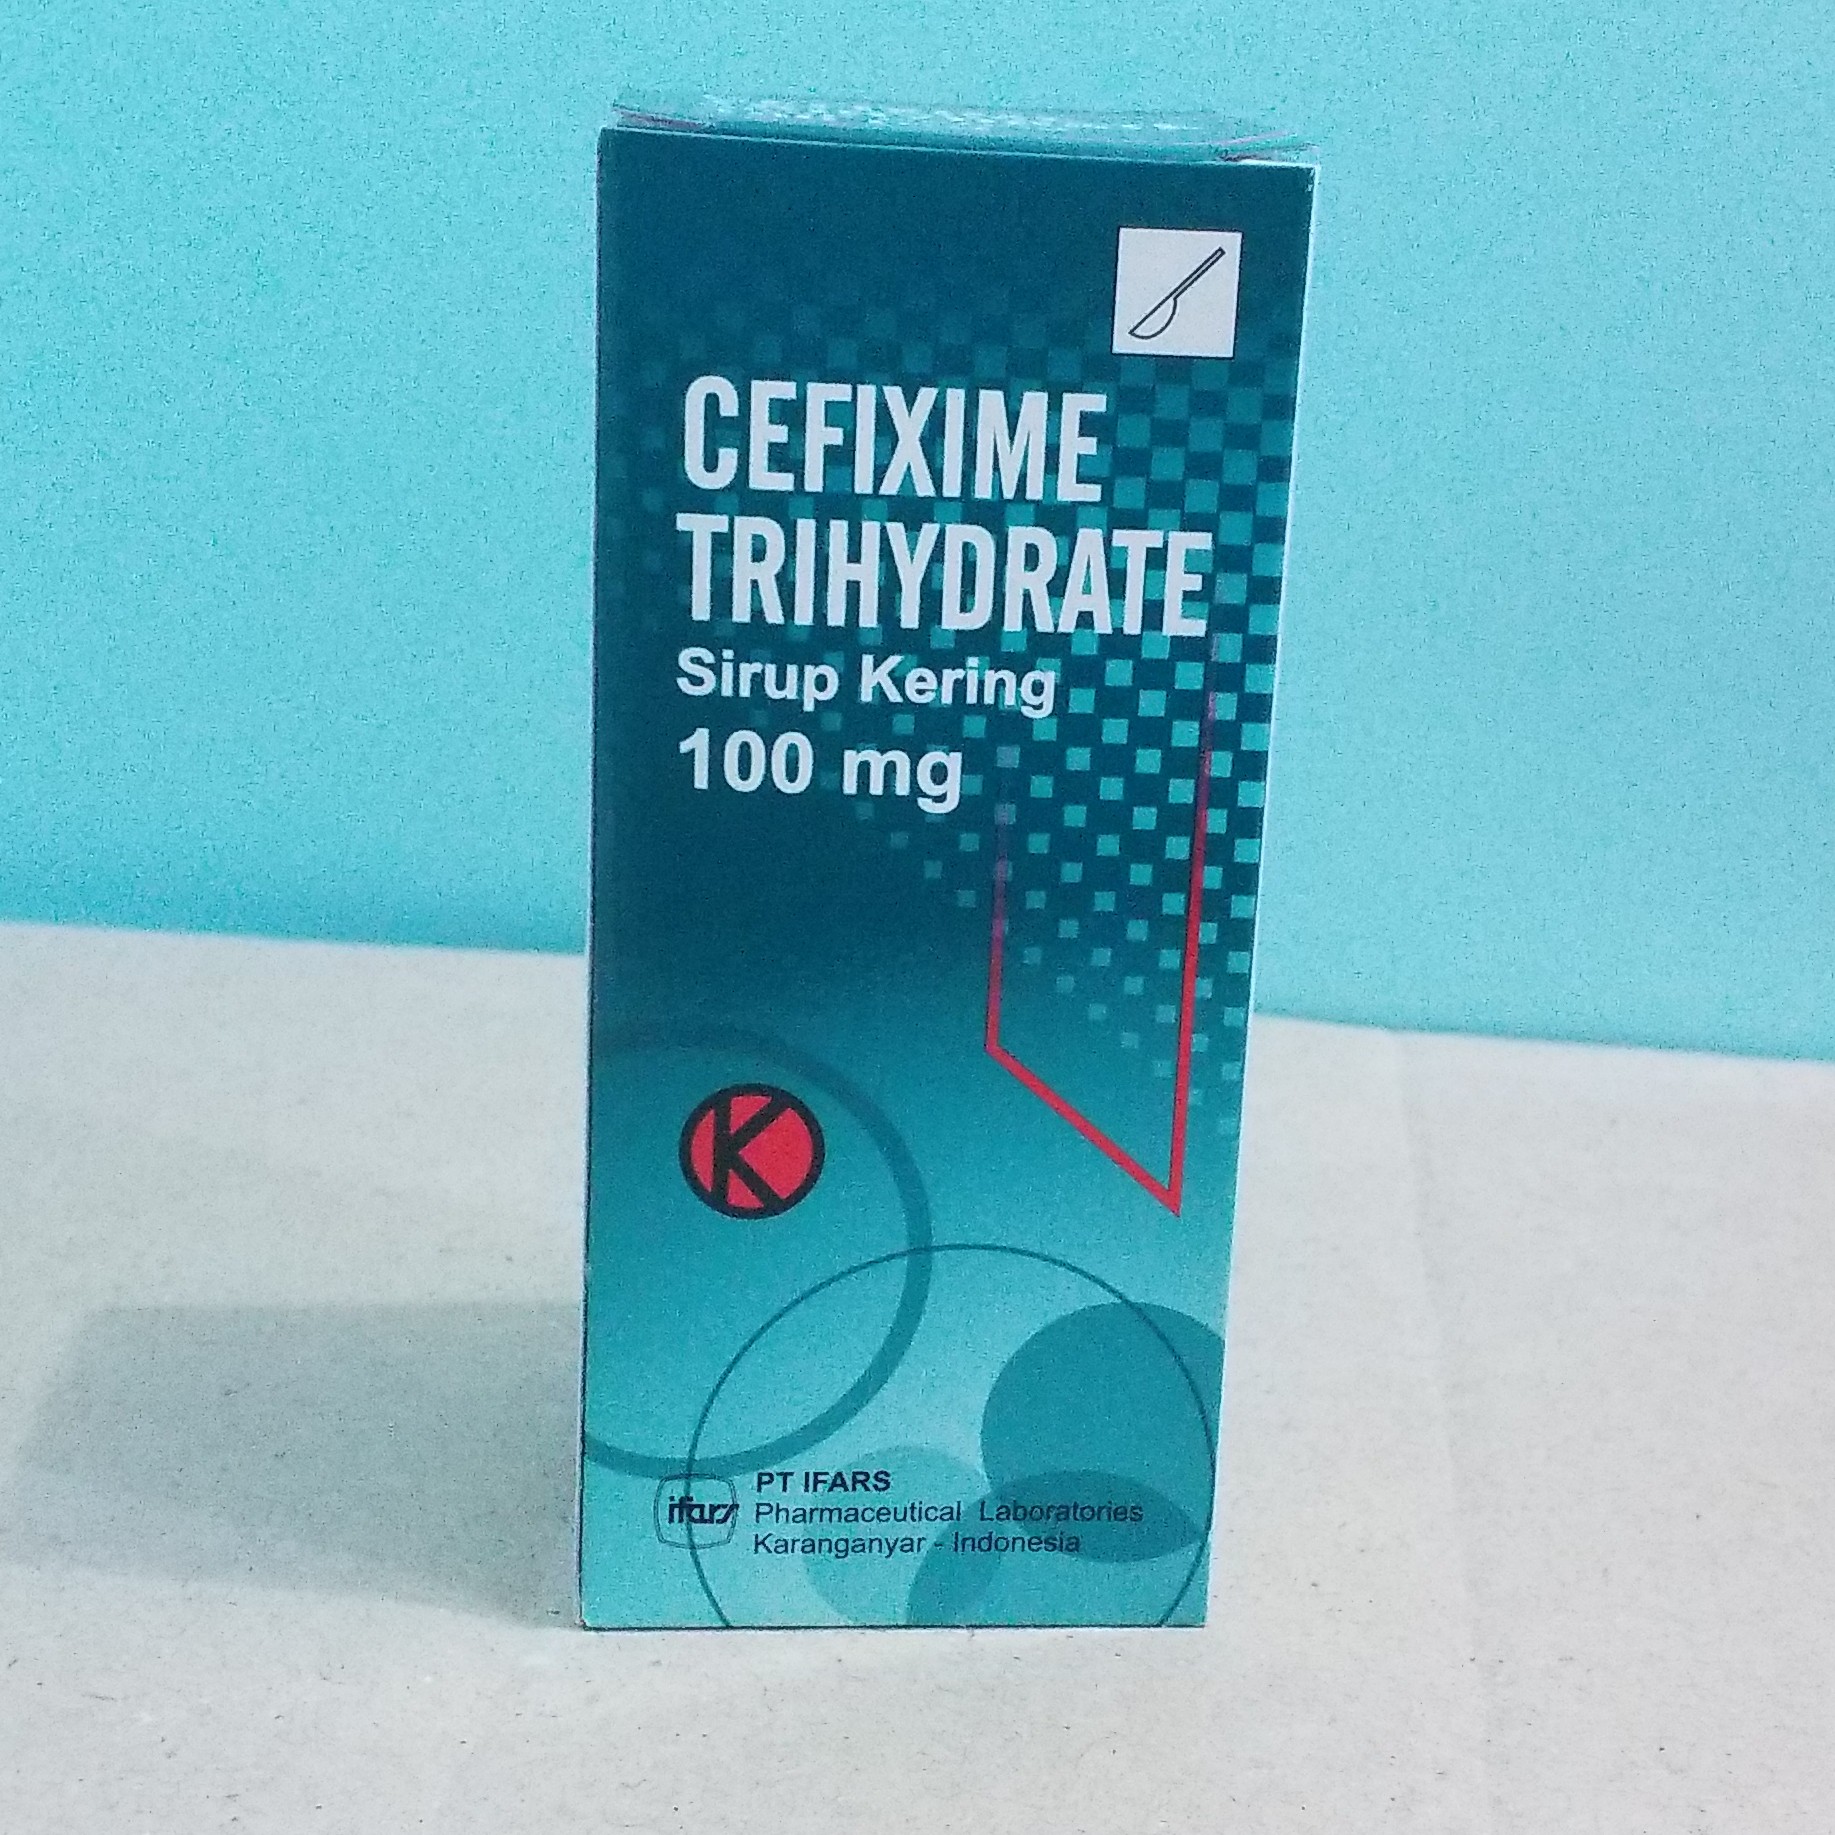 CEFIXIME
TRIHYDRATE
Sirup Kering
100 mg
K
ifars
PT IFARS
Pharmaceutical Laboratories
Karanganyar - Indonesia